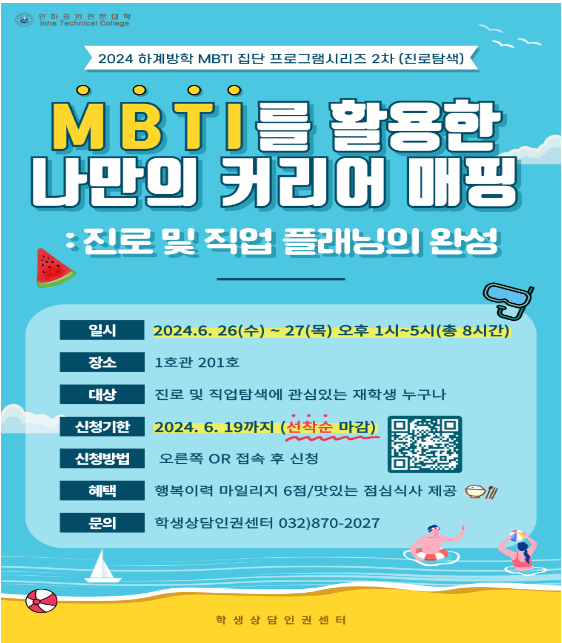 인하공업전문대학
Inha Technical College
2024 하계방학 MBTI 집단 프로그램시리즈 2차 (진로탐색)
MBTI를 활용한
나만의 커리어 매핑
: 진로 및 직업 플래닝의 완성
일시 2024.6. 26(수) ~ 27(목) 오후 1시~5시(총 8시간)
장소 1호관 201호
대상 진로 및 직업탐색에 관심있는 재학생 누구나
신청기한 2024. 6. 19까지 (선착순 마감)
신청방법 오른쪽 QR 접속 후 신청
혜택 행복이력 마일리지 6점/맛있는 점심식사 제공
문의 학생상담인권센터 032)870-2027
학생상담인권센터